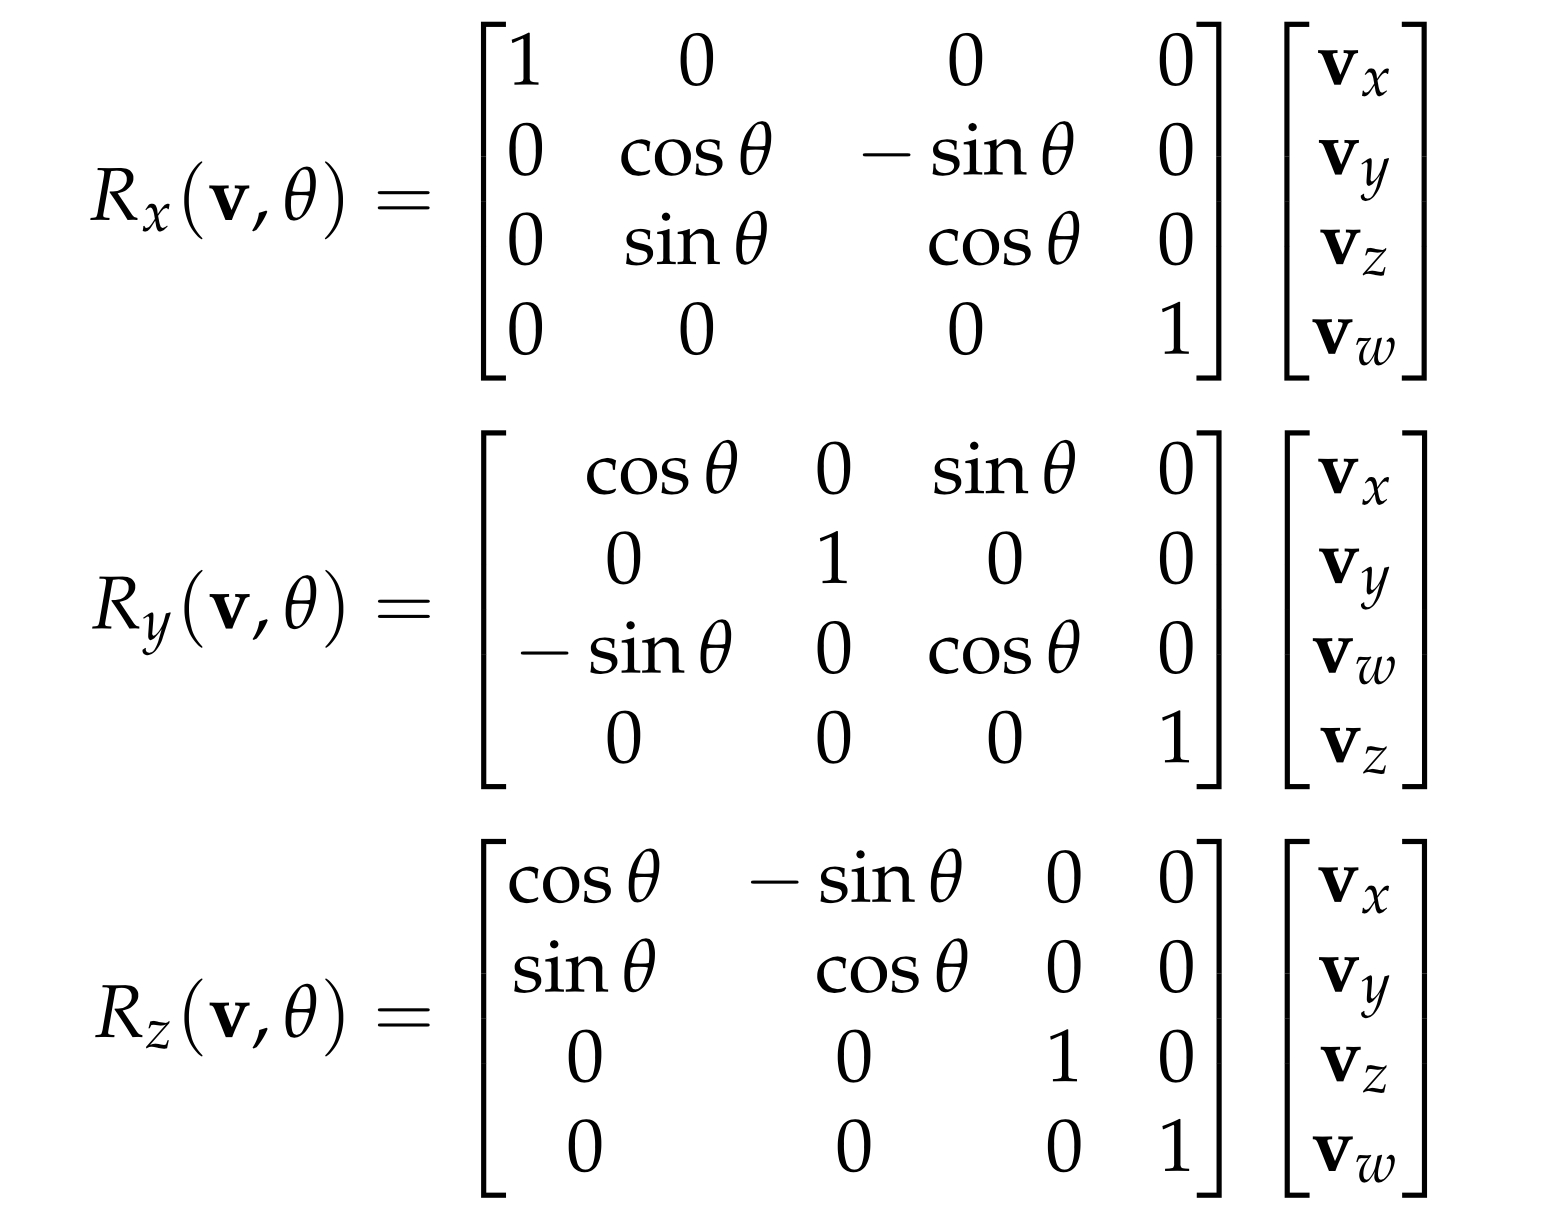 R_x(v, θ) = [1 0 0 0; 0 cos θ − sin θ 0; 0 sin θ cos θ 0; 0 0 0 1] [v_x; v_y; v_z; v_w]
R_y(v, θ) = [cos θ 0 sin θ 0; 0 1 0 0; − sin θ 0 cos θ 0; 0 0 0 1] [v_x; v_y; v_w; v_z]
R_z(v, θ) = [cos θ − sin θ 0 0; sin θ cos θ 0 0; 0 0 1 0; 0 0 0 1] [v_x; v_y; v_z; v_w]